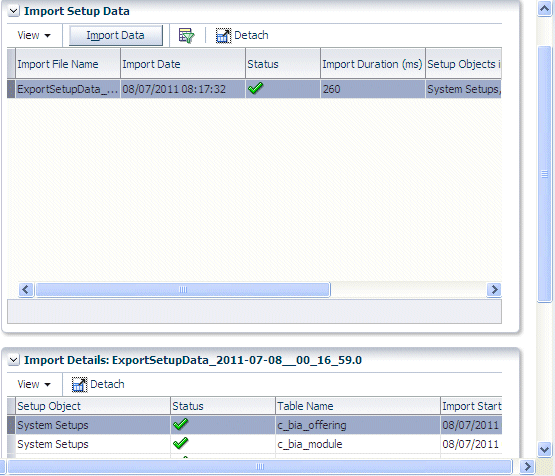 Import Setup Data
View Import Data Detach
Import File Name Import Date Status Import Duration (ms) Setup Objects i
ExportSetupData_... 08/07/2011 08:17:32 260 System Setups,
Import Details: ExportSetupData_2011-07-08__00_16_59.0
View Detach
Setup Object Status Table Name Import Start
System Setups c_bia_offering 08/07/2011
System Setups c_bia_module 08/07/2011